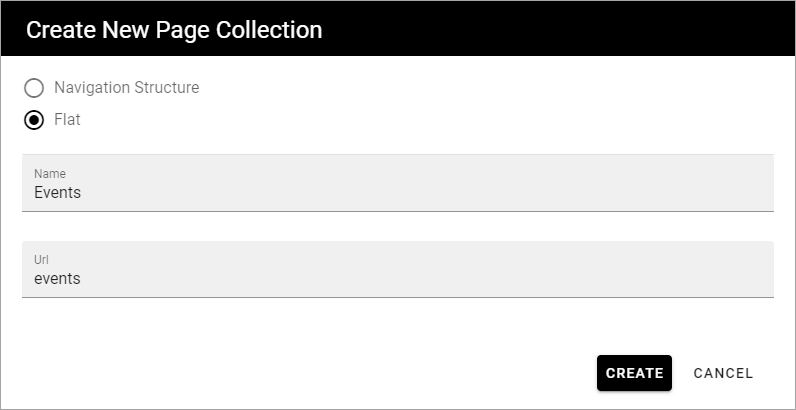 Create New Page Collection
Navigation Structure
Flat
Name
Events
Url
events
CREATE CANCEL